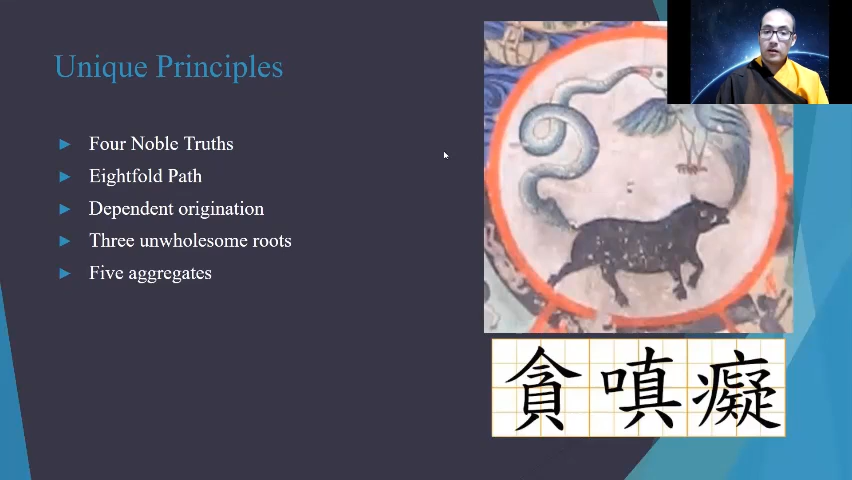 Unique Principles
Four Noble Truths
Eightfold Path
Dependent origination
Three unwholesome roots
Five aggregates
貪嗔癡